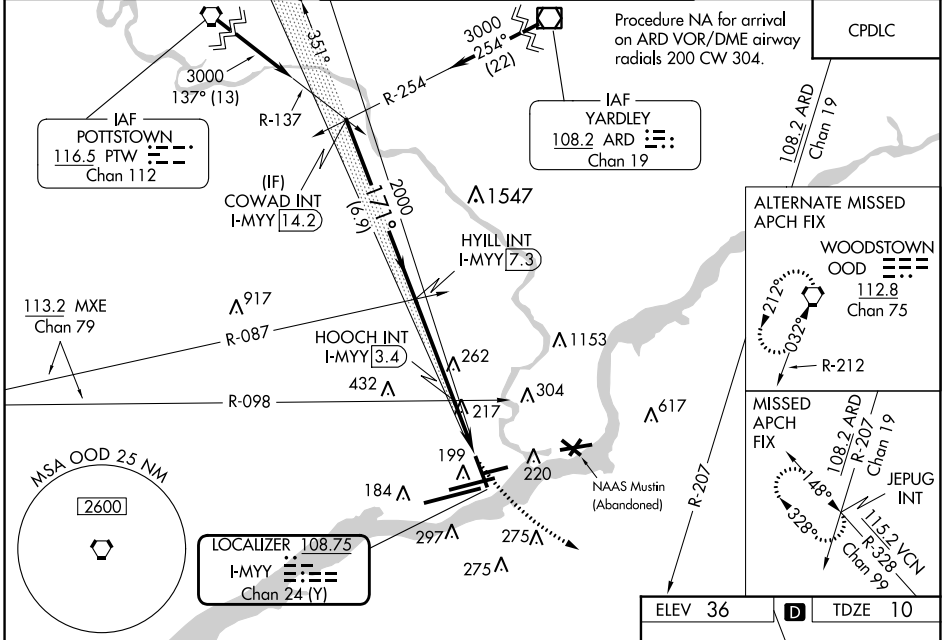 351°
3000
254°
(22)
R-254
Procedure NA for arrival
on ARD VOR/DME airway
radials 200 CW 304.
CPDLC
3000
137° (13)
R-137
IAF
POTTSTOWN
116.5 PTW
Chan 112
IAF
YARDLEY
108.2 ARD
Chan 19
108.2 ARD
Chan 19
(IF)
COWAD INT
I-MYY 14.2
2000
171°
(6.9)
1547
HYILL INT
I-MYY 7.3
ALTERNATE MISSED
APCH FIX
WOODSTOWN
OOD
112.8
Chan 75
212°
032°
R-212
113.2 MXE
Chan 79
917
R-087
HOOCH INT
I-MYY 3.4
1153
262
432
304
R-098
217
617
MISSED
APCH
FIX
108.2 ARD
R-207
Chan 19
JEPUG
INT
148°
328°
115.2 VCN
R-328
Chan 99
MSA OOD 25 NM
2600
199
220
184
NAAS Mustin
(Abandoned)
R-207
297
275
275
LOCALIZER 108.75
I-MYY
Chan 24 (Y)
ELEV 36
D
TDZE 10